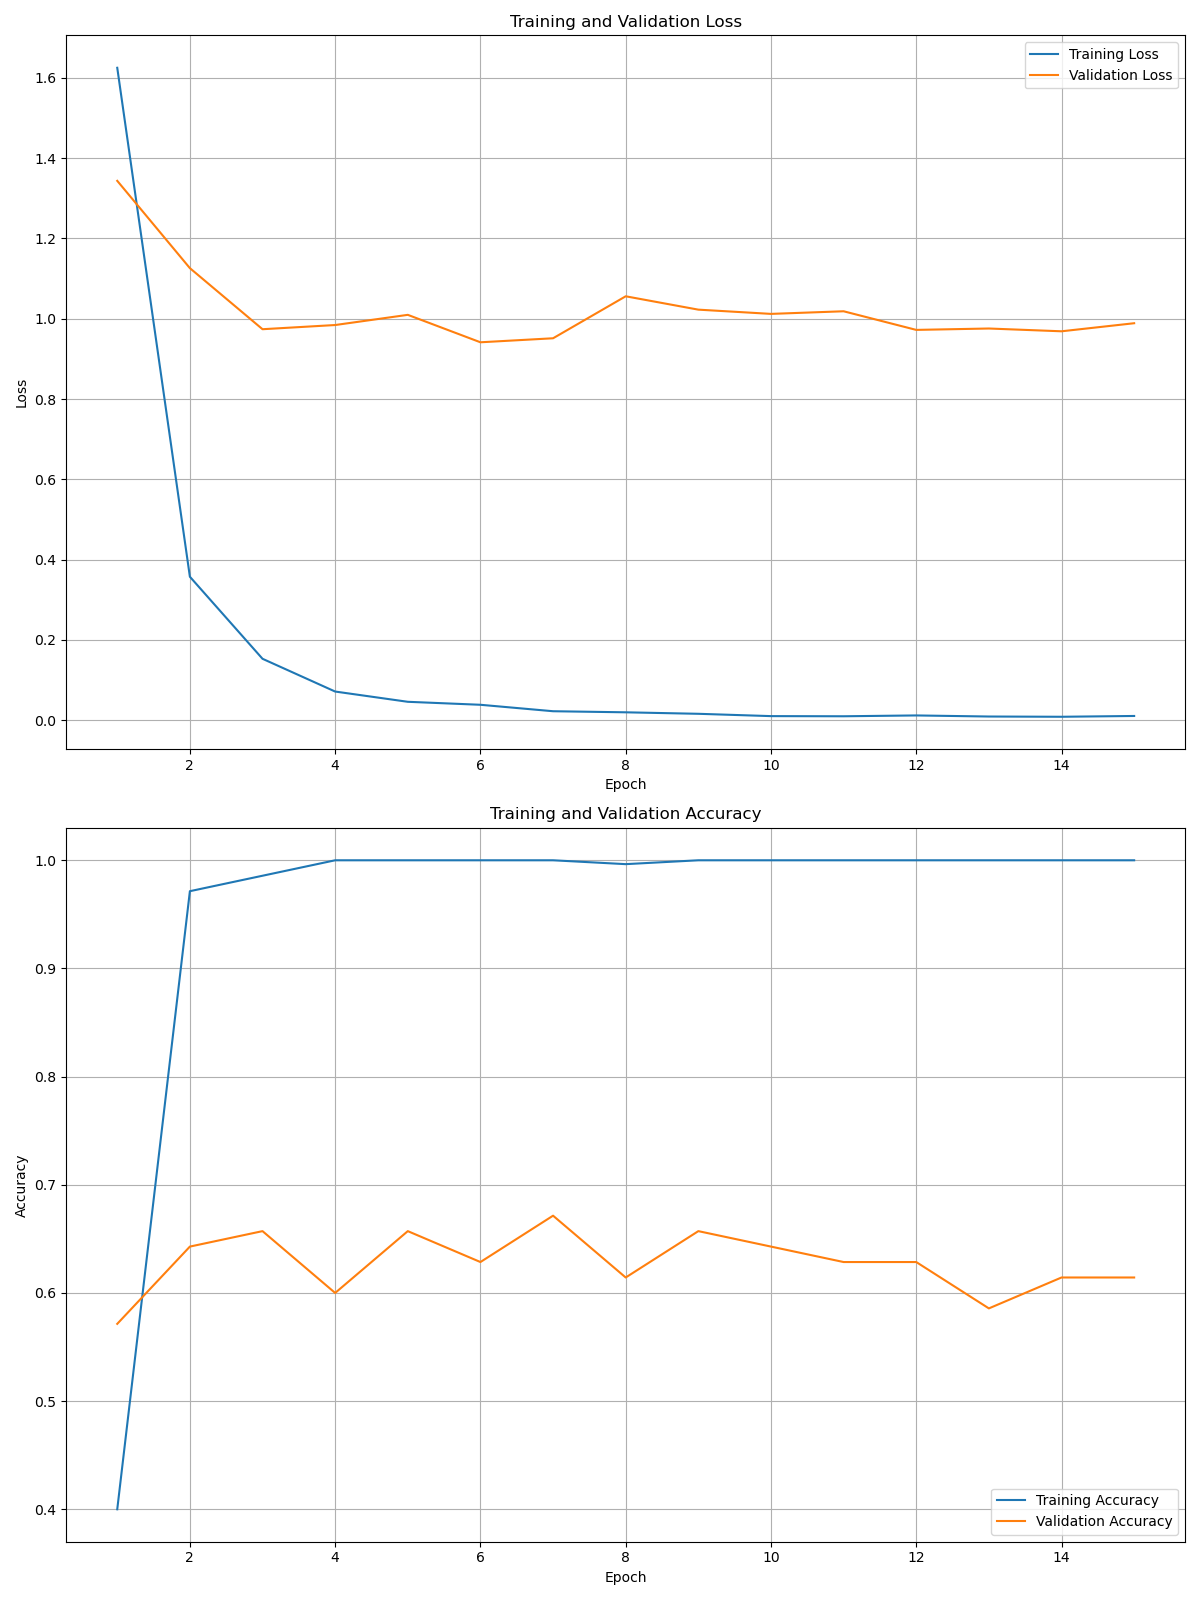 Training and Validation Loss
Training Loss
Validation Loss
1.6
1.4
1.2
1.0
0.8
0.6
0.4
0.2
0.0
Loss
2 4 6 8 10 12 14
Epoch
Training and Validation Accuracy
1.0
0.9
0.8
0.7
0.6
0.5
0.4
Accuracy
Training Accuracy
Validation Accuracy
2 4 6 8 10 12 14
Epoch